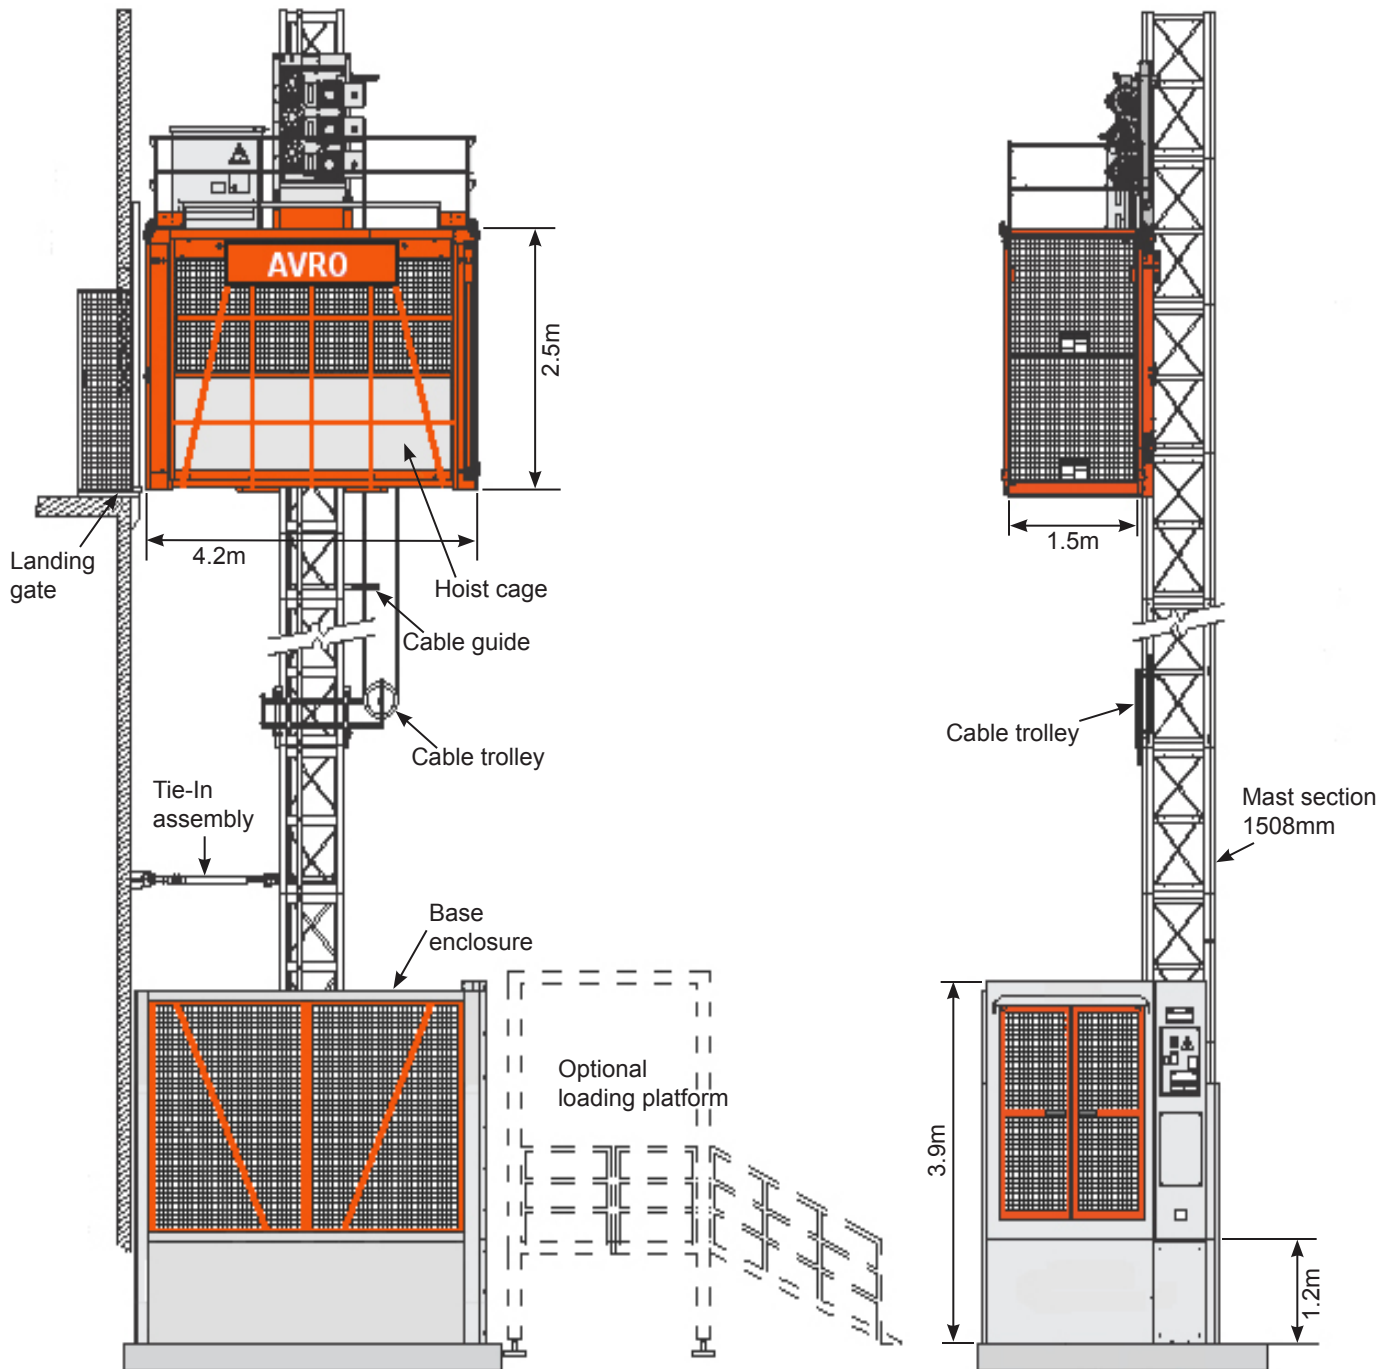 AVRO
2.5m
4.2m
1.5m
Landing
gate
Hoist cage
Cable guide
Cable trolley
Cable trolley
Tie-In
assembly
Mast section
1508mm
Base
enclosure
Optional
loading platform
3.9m
1.2m